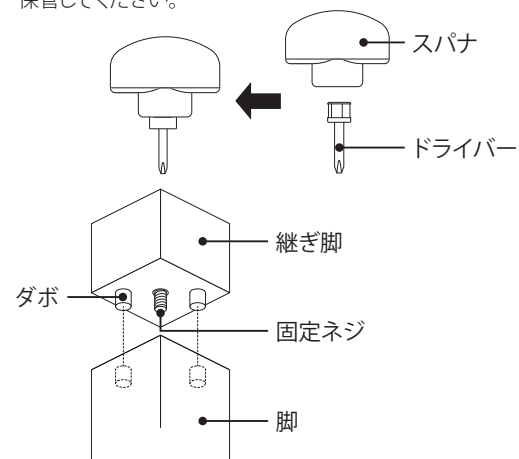 保管してください。
スパナ
ドライバー
継ぎ脚
ダボ
固定ネジ
脚